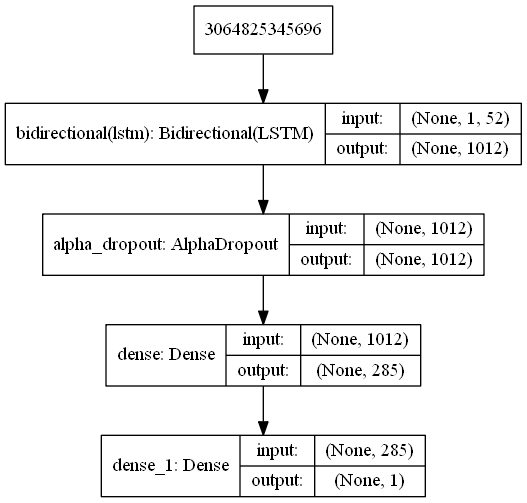 3064825345696
bidirectional(lstm): Bidirectional(LSTM)
input: (None, 1, 52)
output: (None, 1012)
alpha_dropout: AlphaDropout
input: (None, 1012)
output: (None, 1012)
dense: Dense
input: (None, 1012)
output: (None, 285)
dense_1: Dense
input: (None, 285)
output: (None, 1)